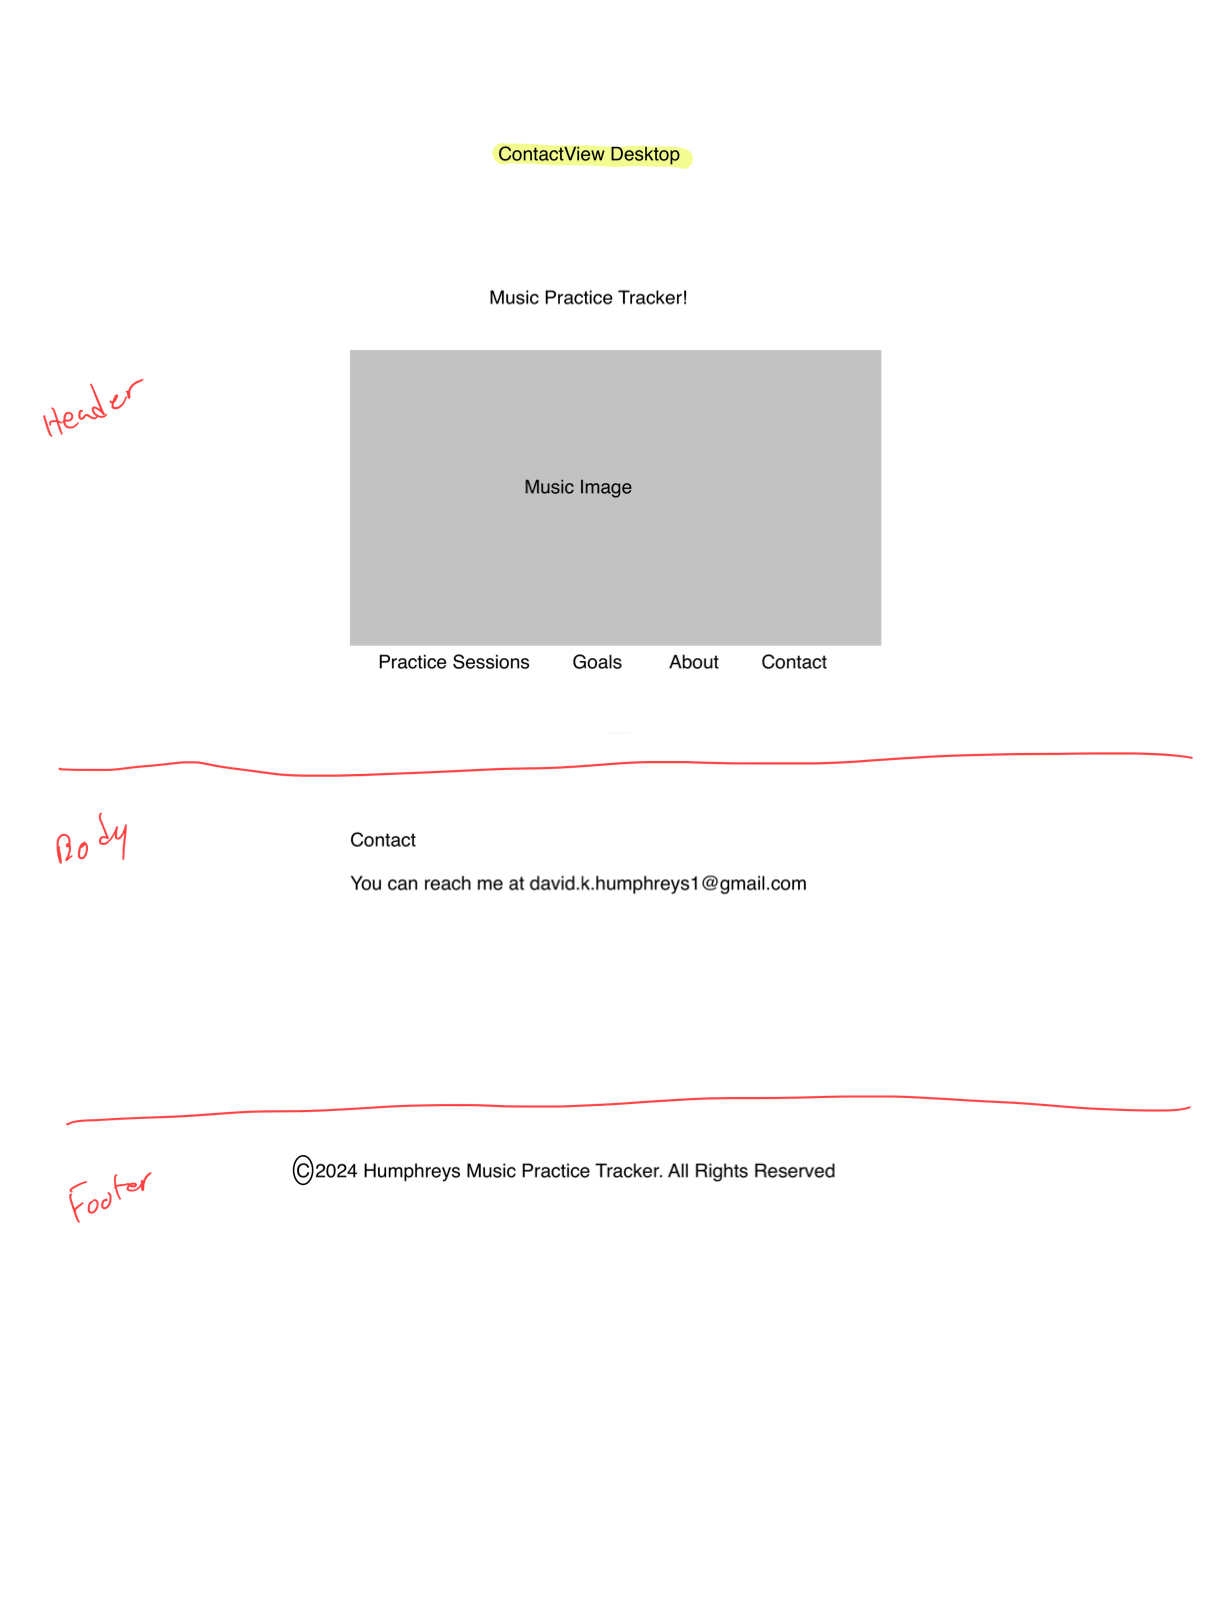 ContactView Desktop
Music Practice Tracker!
Header
Music Image
Practice Sessions Goals About Contact
Body
Contact
You can reach me at david.k.humphreys1@gmail.com
Footer
©2024 Humphreys Music Practice Tracker. All Rights Reserved